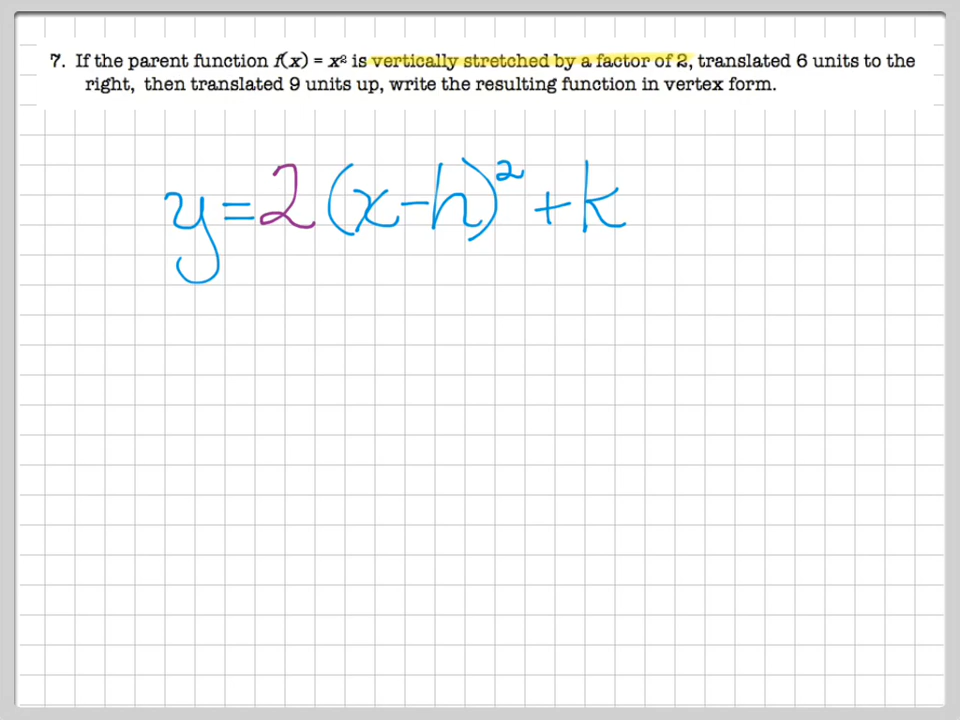 7. If the parent function f(x) = x² is vertically stretched by a factor of 2, translated 6 units to the
right, then translated 9 units up, write the resulting function in vertex form.
y=2(x-h)²+k